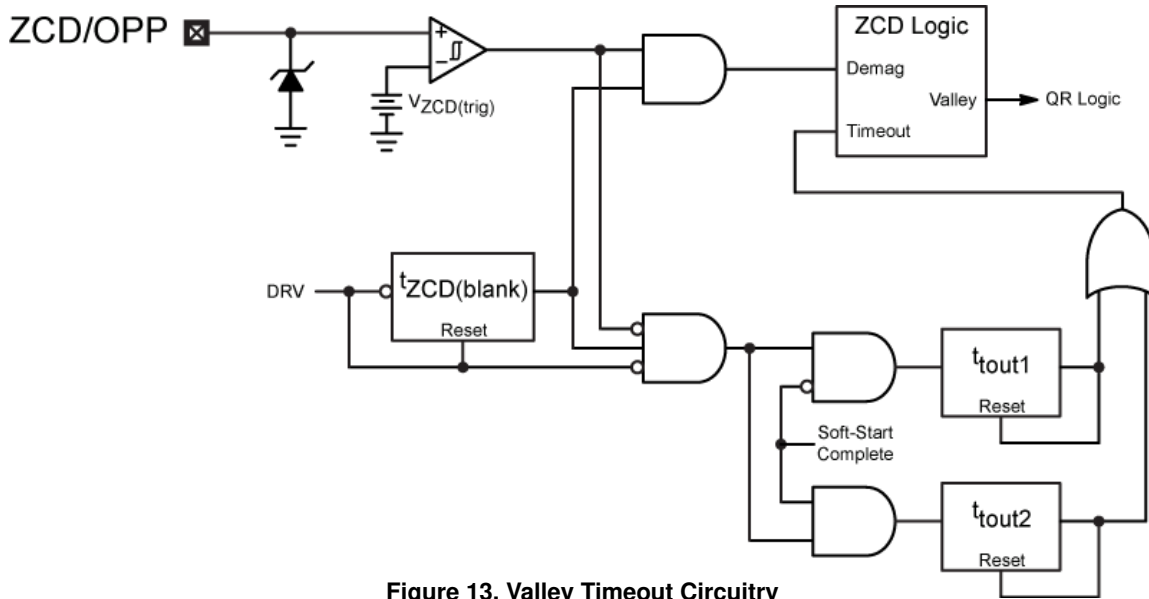 ZCD/OPP
+
−
VZCD(trig)
ZCD Logic
Demag
Valley
Timeout
QR Logic
DRV
tZCD(blank)
Reset
ttout1
Reset
Soft-Start
Complete
ttout2
Reset
Figure 13. Valley Timeout Circuitry